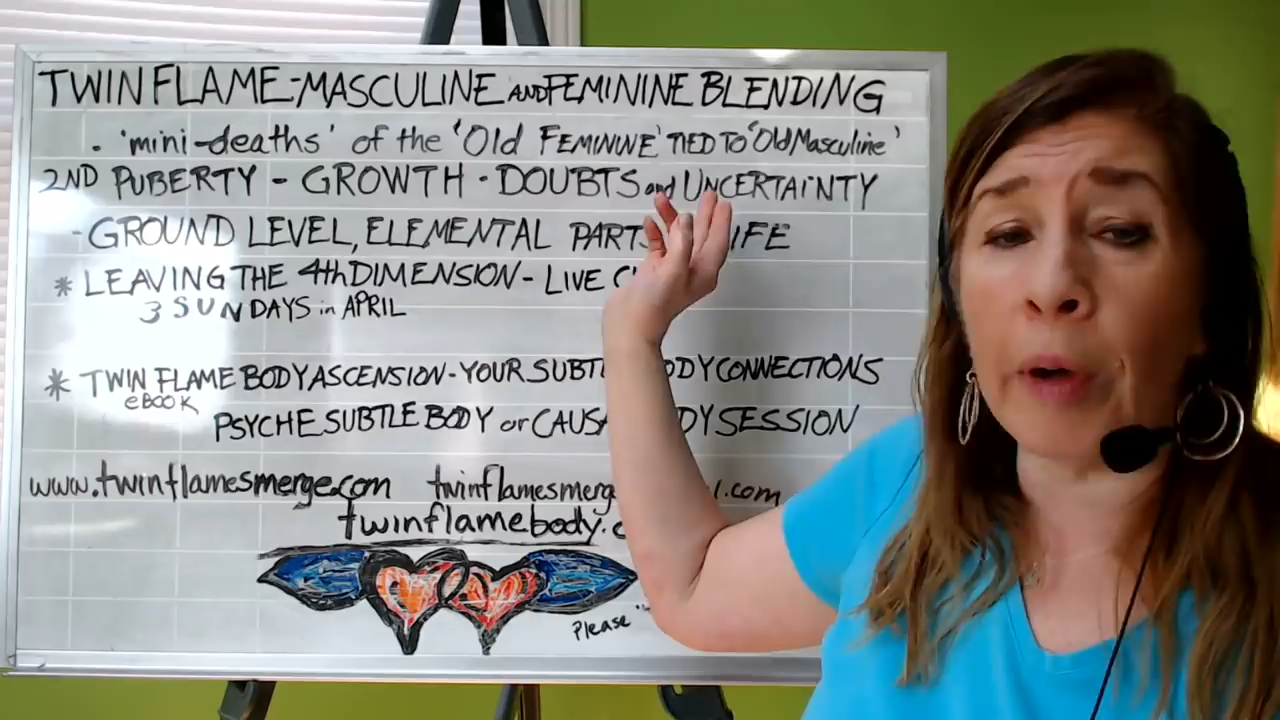 TWIN FLAME-MASCULINE AND FEMININE BLENDING
. 'mini-deaths' of the 'Old FEMININE' TIED TO "Old Masculine'
2ND PUBERTY - GROWTH - DOUBTS and UNCERTAINTY
- GROUND LEVEL, ELEMENTAL PARTS LIFE
* LEAVING THE 4th DIMENSION - LIVE
3 SUNDAYS in APRIL
* TWIN FLAME BODY ASCENSION - YOUR SUBTLE BODY CONNECTIONS
eBOOK
PSYCHE SUBTLE BODY or CAUSAL BODY SESSION
www.twinflamesmerge.com twinflamesmerg l.com
twinflamebody.c
Please